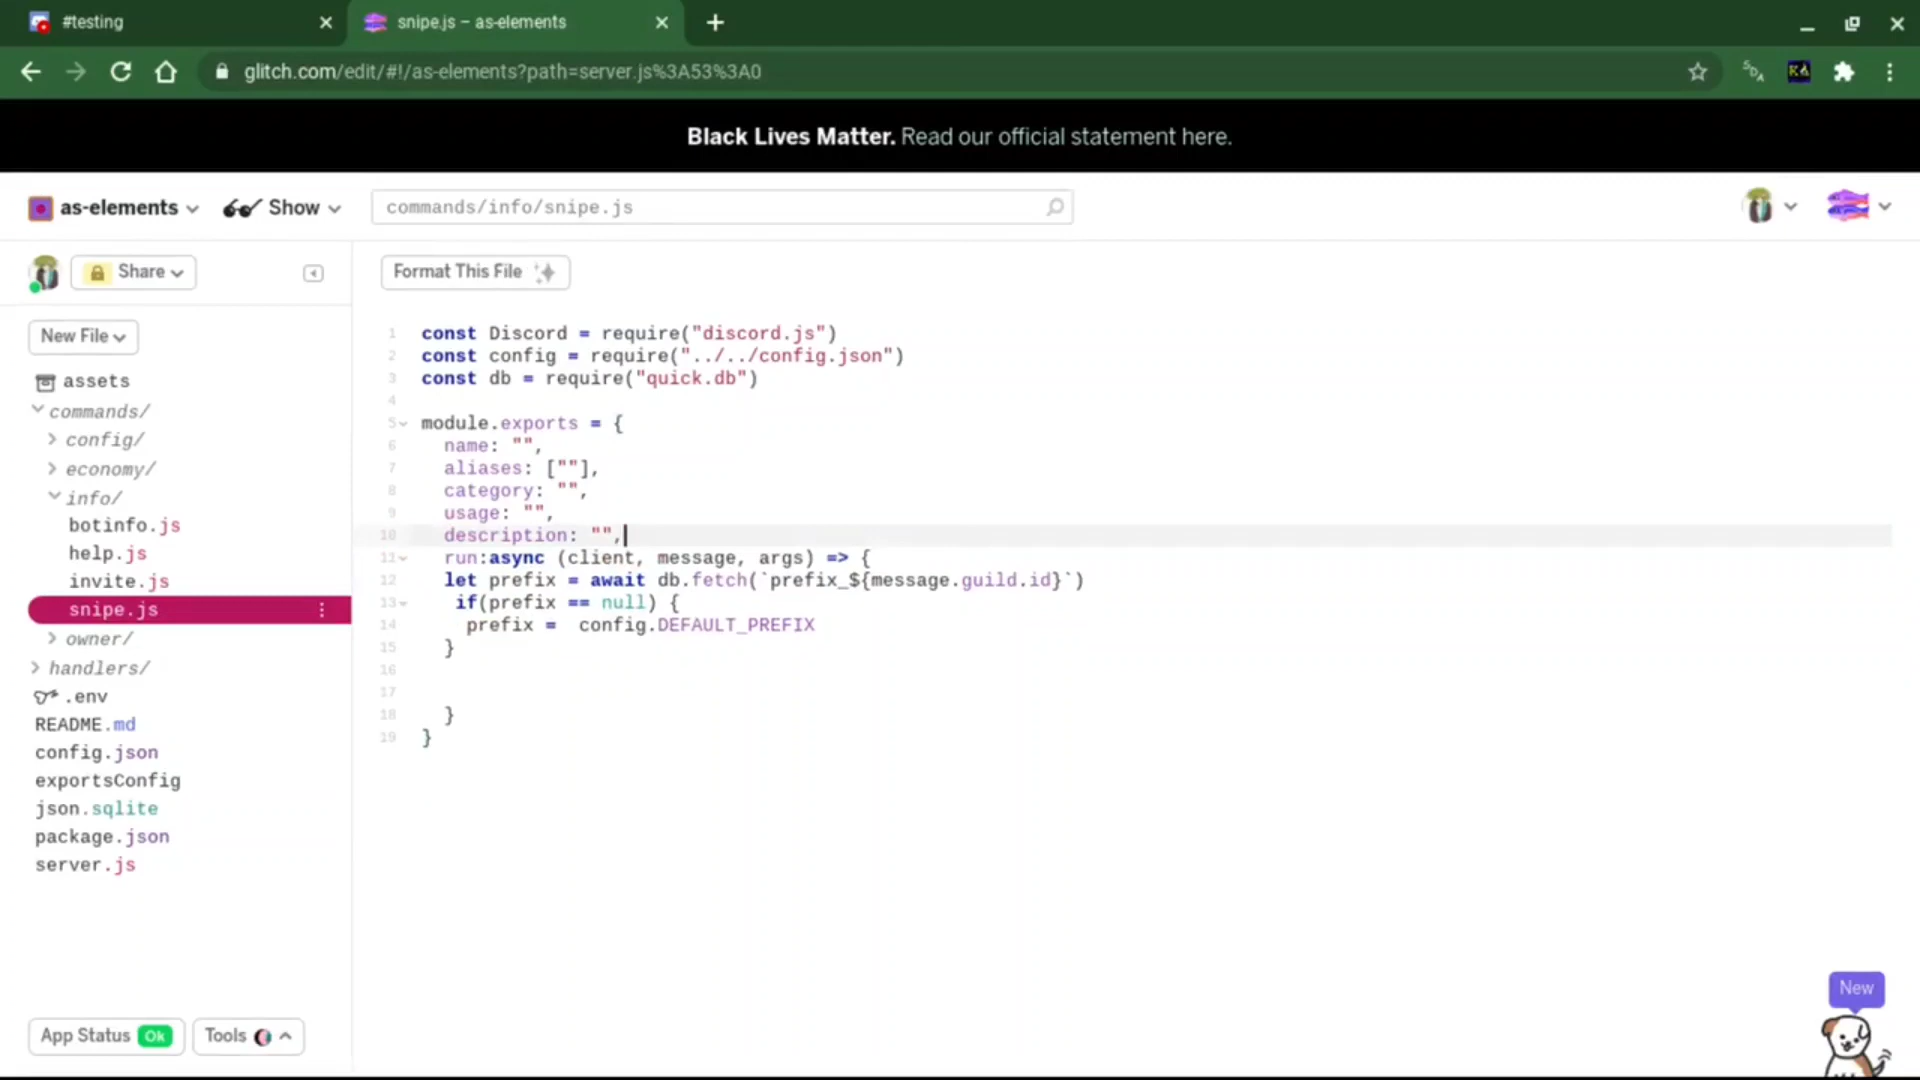 #testing
snipe.js – as-elements
glitch.com/edit/#!/as-elements?path=server.js%3A53%3A0
Black Lives Matter. Read our official statement here.
as-elements
Show
commands/info/snipe.js
Share
Format This File
New File
assets
commands/
config/
economy/
info/
botinfo.js
help.js
invite.js
snipe.js
owner/
handlers/
.env
README.md
config.json
exportsConfig
json.sqlite
package.json
server.js
App Status Ok
Tools
1 const Discord = require("discord.js")
2 const config = require("../../config.json")
3 const db = require("quick.db")
4
5 module.exports = {
6 name: "",
7 aliases: [""],
8 category: "",
9 usage: "",
10 description: "",
11 run:async (client, message, args) => {
12 let prefix = await db.fetch(`prefix_${message.guild.id}`)
13 if(prefix == null) {
14 prefix =  config.DEFAULT_PREFIX
15 }
16
17
18 }
19 }
New